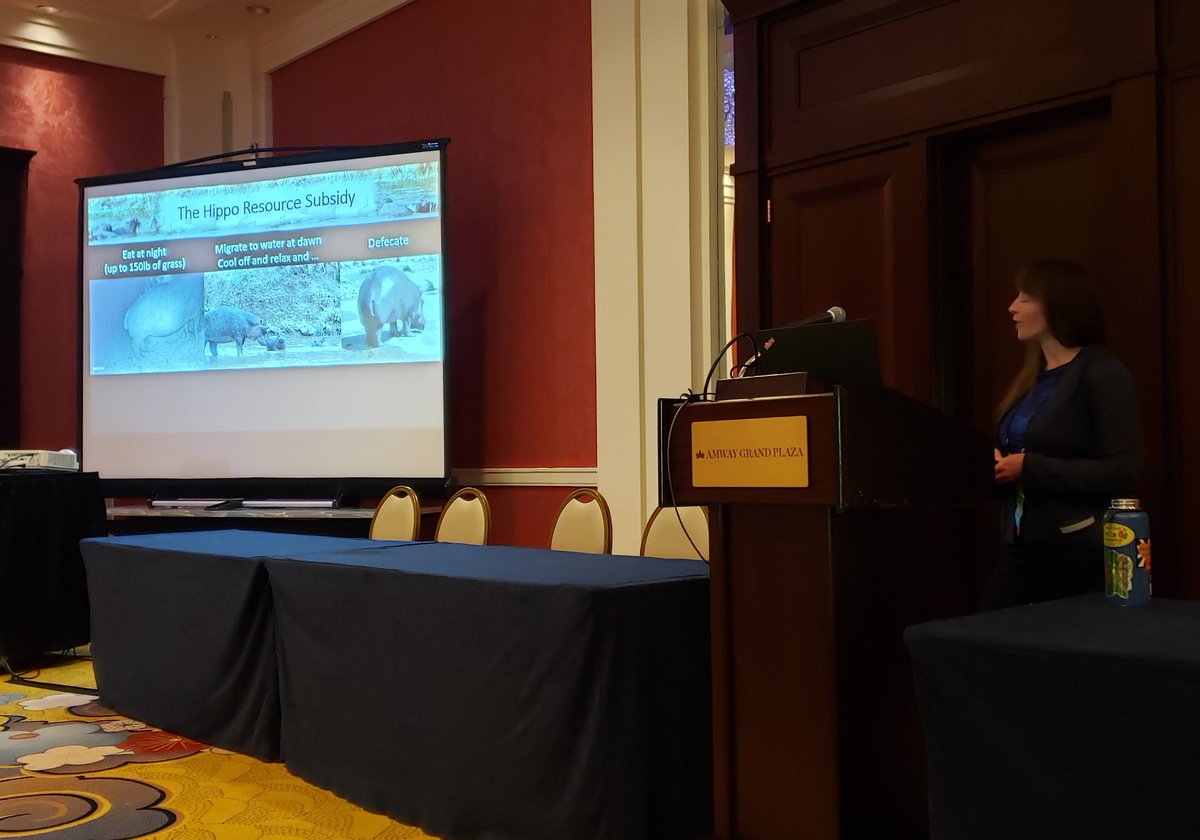 The Hippo Resource Subsidy
Eat at night
(up to 150lb of grass)
Migrate to water at dawn
Cool off and relax and ...
Defecate
AMWAY GRAND PLAZA